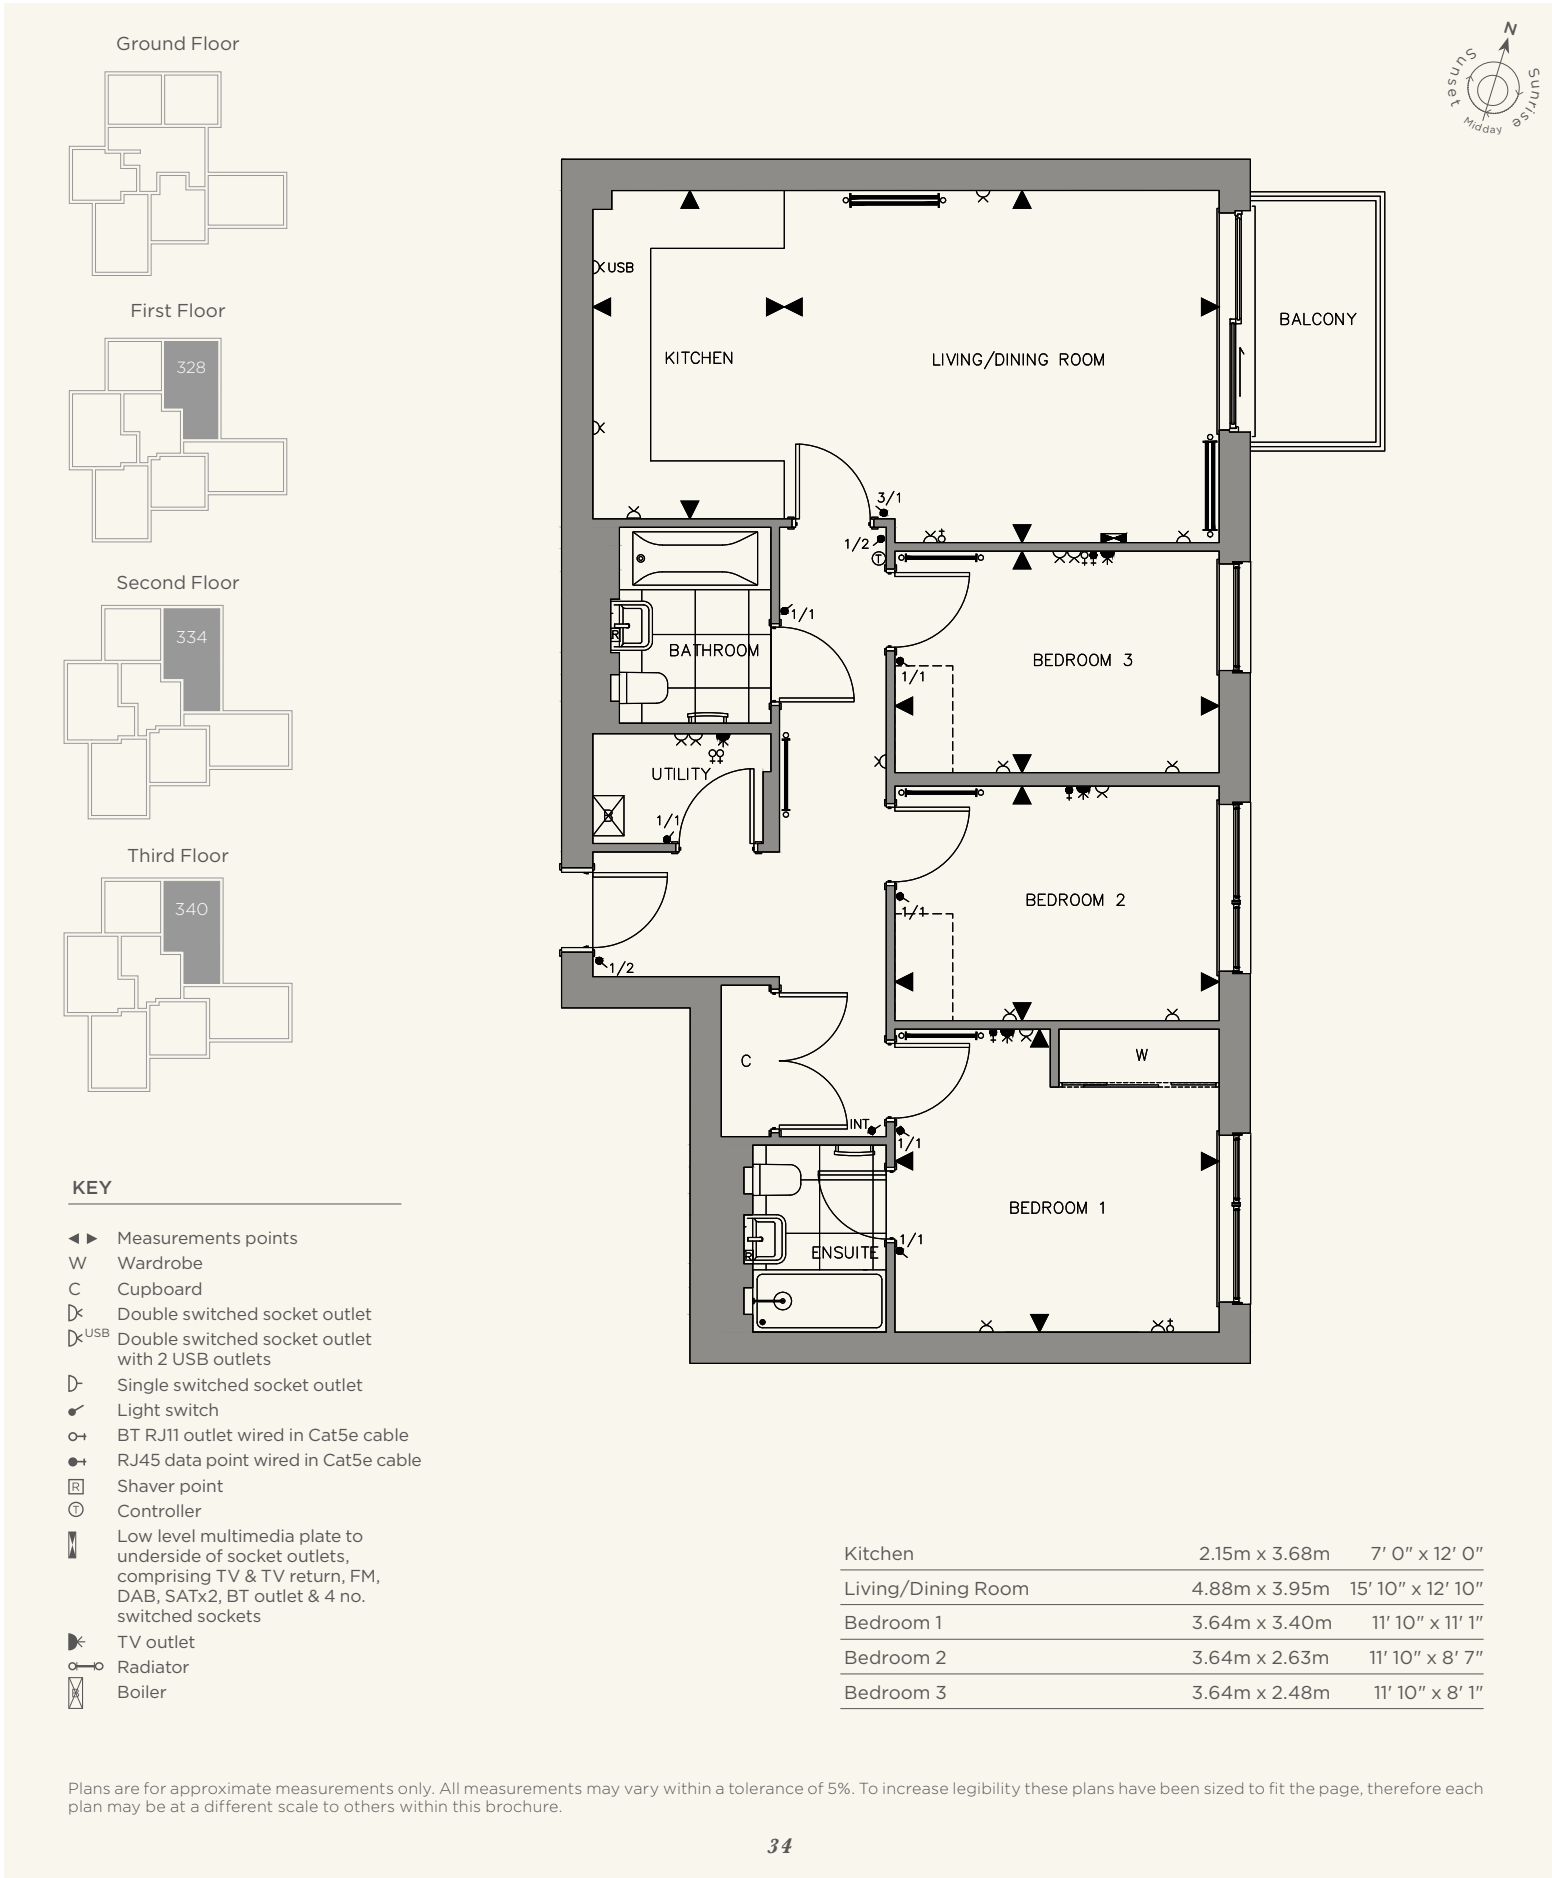 Ground Floor
N
Sunset
Sunrise
Midday
First Floor
328
Second Floor
334
Third Floor
340
USB
KITCHEN
LIVING/DINING ROOM
BALCONY
3/1
1/2
T
1/1
R
BATHROOM
BEDROOM 3
1/1
UTILITY
B
1/1
BEDROOM 2
1/1
1/2
C
W
INT
1/1
BEDROOM 1
R
ENSUITE
1/1
KEY
Measurements points
W Wardrobe
C Cupboard
Double switched socket outlet
USB Double switched socket outlet
with 2 USB outlets
Single switched socket outlet
Light switch
BT RJ11 outlet wired in Cat5e cable
RJ45 data point wired in Cat5e cable
R Shaver point
T Controller
Low level multimedia plate to
underside of socket outlets,
comprising TV & TV return, FM,
DAB, SATx2, BT outlet & 4 no.
switched sockets
TV outlet
Radiator
B Boiler
Kitchen 2.15m x 3.68m 7' 0" x 12' 0"
Living/Dining Room 4.88m x 3.95m 15' 10" x 12' 10"
Bedroom 1 3.64m x 3.40m 11' 10" x 11' 1"
Bedroom 2 3.64m x 2.63m 11' 10" x 8' 7"
Bedroom 3 3.64m x 2.48m 11' 10" x 8' 1"
Plans are for approximate measurements only. All measurements may vary within a tolerance of 5%. To increase legibility these plans have been sized to fit the page, therefore each
plan may be at a different scale to others within this brochure.
34